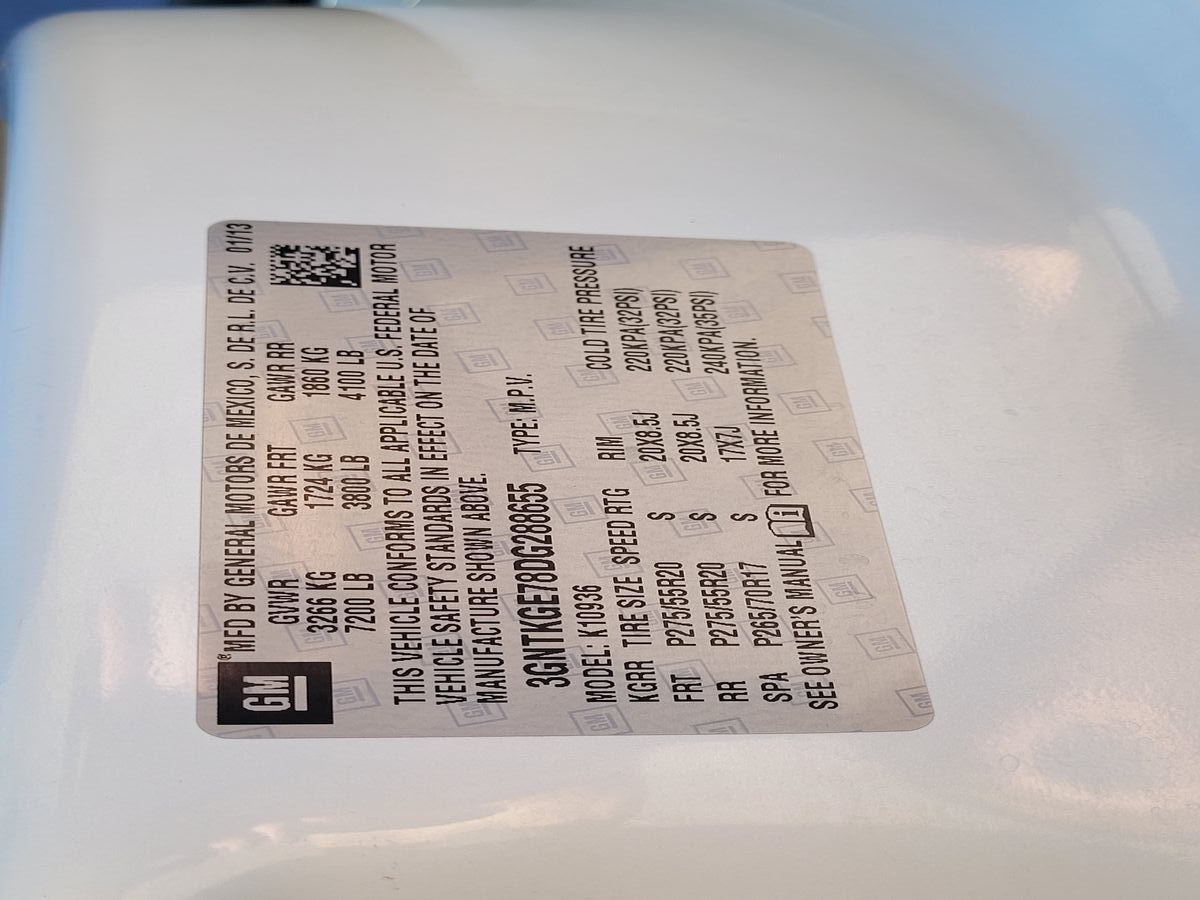 GM
® MFD BY GENERAL MOTORS DE MEXICO, S. DE R.L. DE C.V. 01/13
GVWR GAWR FRT GAWR RR
3266 KG 1724 KG 1860 KG
7200 LB 3800 LB 4100 LB
THIS VEHICLE CONFORMS TO ALL APPLICABLE U.S. FEDERAL MOTOR
VEHICLE SAFETY STANDARDS IN EFFECT ON THE DATE OF
MANUFACTURE SHOWN ABOVE.
3GNTKGE78DG288655 TYPE: M.P.V.
MODEL: K10936
KGRR TIRE SIZE SPEED RTG RIM COLD TIRE PRESSURE
FRT P275/55R20 S 20X8.5J 220KPA(32PSI)
RR P275/55R20 S 20X8.5J 220KPA(32PSI)
SPA P265/70R17 S 17X7J 240KPA(35PSI)
SEE OWNER'S MANUAL i FOR MORE INFORMATION.